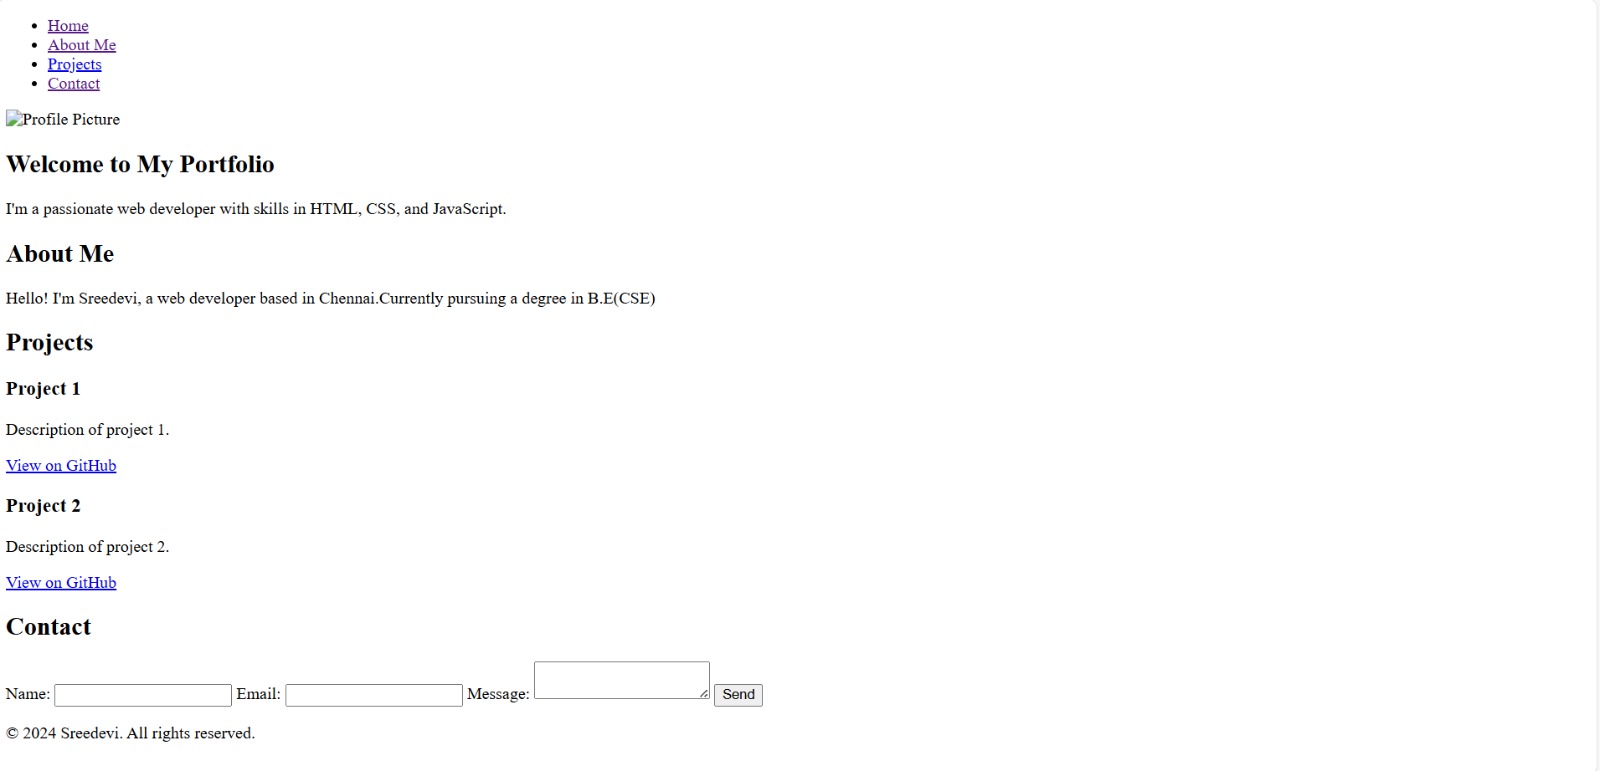 Home
About Me
Projects
Contact
Profile Picture
Welcome to My Portfolio
I'm a passionate web developer with skills in HTML, CSS, and JavaScript.
About Me
Hello! I'm Sreedevi, a web developer based in Chennai.Currently pursuing a degree in B.E(CSE)
Projects
Project 1
Description of project 1.
View on GitHub
Project 2
Description of project 2.
View on GitHub
Contact
Name: Email: Message: Send
© 2024 Sreedevi. All rights reserved.